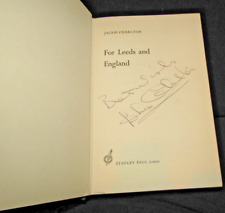 JACKIE CHARLTON
For Leeds and
England
Best wishes
STANLEY PAUL, London